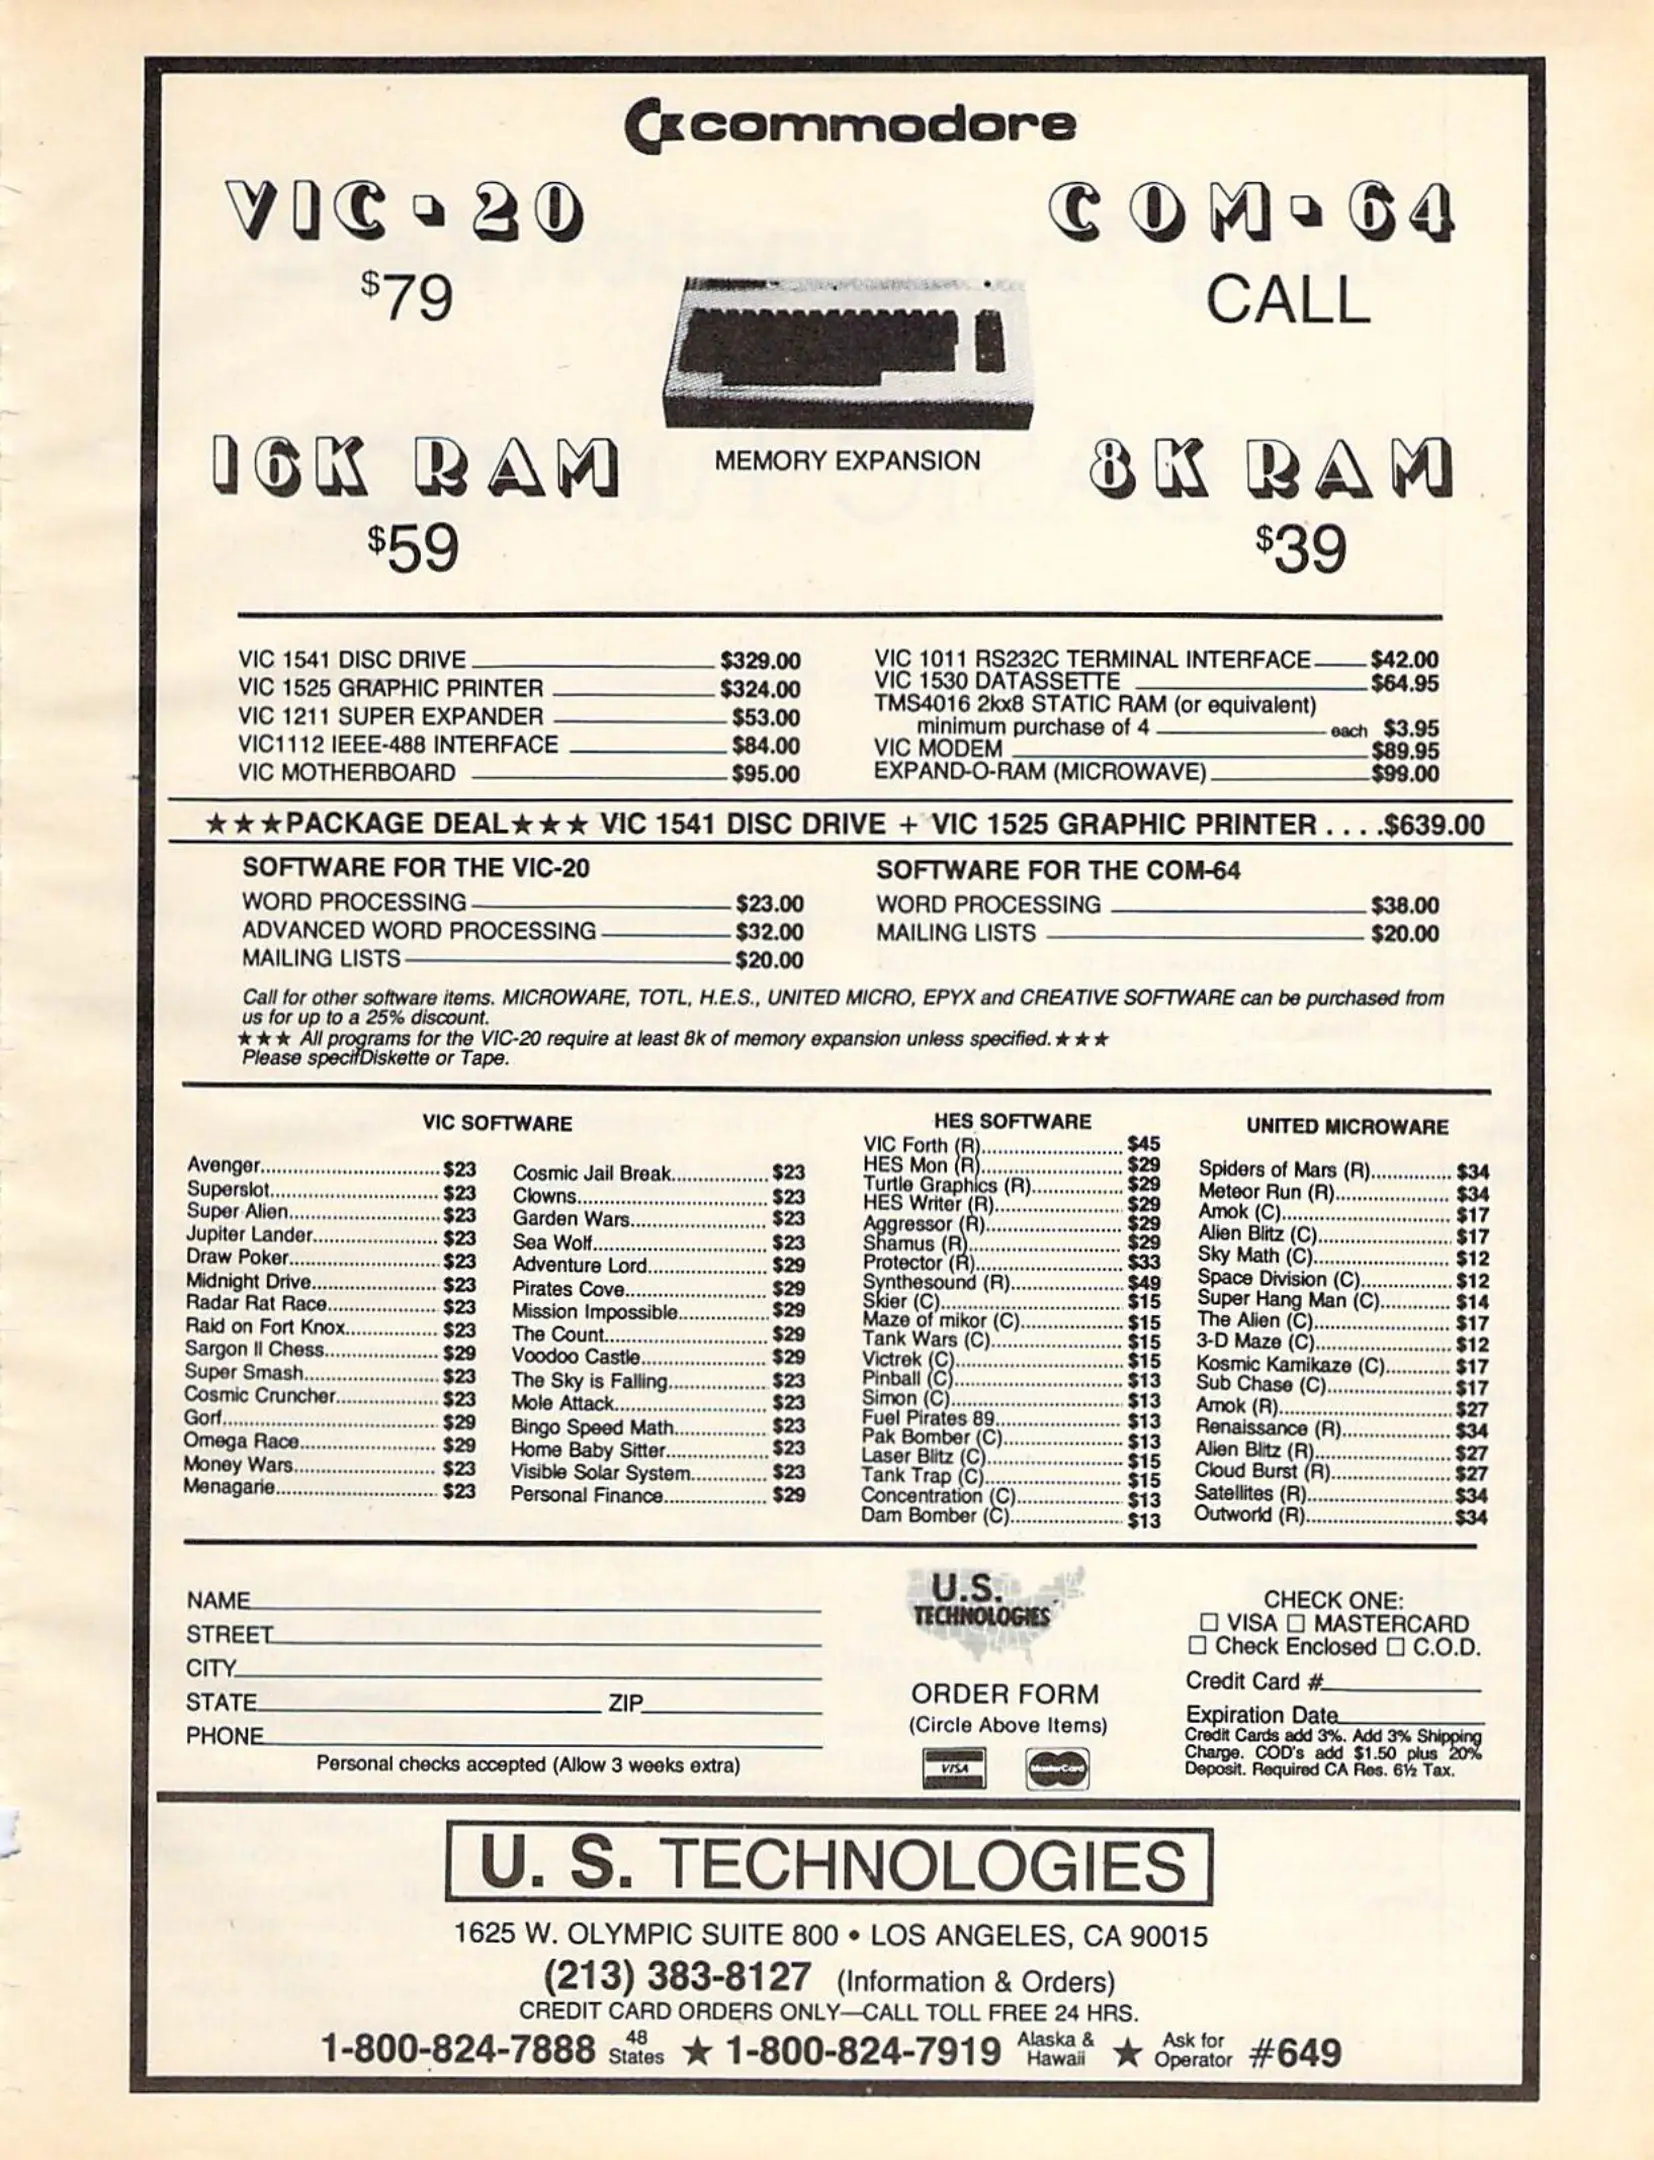 commodore
VIC-20
COM-64
$79
CALL
16K RAM
MEMORY EXPANSION
8K RAM
$59
$39
VIC 1541 DISC DRIVE $329.00
VIC 1525 GRAPHIC PRINTER $324.00
VIC 1211 SUPER EXPANDER $53.00
VIC1112 IEEE-488 INTERFACE $84.00
VIC MOTHERBOARD $95.00
VIC 1011 RS232C TERMINAL INTERFACE $42.00
VIC 1530 DATASSETTE $64.95
TMS4016 2kx8 STATIC RAM (or equivalent)
minimum purchase of 4 each $3.95
VIC MODEM $89.95
EXPAND-O-RAM (MICROWAVE) $99.00
★★★PACKAGE DEAL★★★ VIC 1541 DISC DRIVE + VIC 1525 GRAPHIC PRINTER ....$639.00
SOFTWARE FOR THE VIC-20
WORD PROCESSING $23.00
ADVANCED WORD PROCESSING $32.00
MAILING LISTS $20.00
SOFTWARE FOR THE COM-64
WORD PROCESSING $38.00
MAILING LISTS $20.00
Call for other software items. MICROWARE, TOTL, H.E.S., UNITED MICRO, EPYX and CREATIVE SOFTWARE can be purchased from
us for up to a 25% discount.
★★★ All programs for the VIC-20 require at least 8k of memory expansion unless specified.★★★
Please specifDiskette or Tape.
VIC SOFTWARE
Avenger $23
Superslot $23
Super Alien $23
Jupiter Lander $23
Draw Poker $23
Midnight Drive $23
Radar Rat Race $23
Raid on Fort Knox $23
Sargon II Chess $29
Super Smash $23
Cosmic Cruncher $23
Gorf $29
Omega Race $29
Money Wars $23
Menagarie $23
Cosmic Jail Break $23
Clowns $23
Garden Wars $23
Sea Wolf $23
Adventure Lord $29
Pirates Cove $29
Mission Impossible $29
The Count $29
Voodoo Castle $29
The Sky is Falling $23
Mole Attack $23
Bingo Speed Math $23
Home Baby Sitter $23
Visible Solar System $23
Personal Finance $29
HES SOFTWARE
VIC Forth (R) $45
HES Mon (R) $29
Turtle Graphics (R) $29
HES Writer (R) $29
Aggressor (R) $29
Shamus (R) $29
Protector (R) $33
Synthesound (R) $49
Skier (C) $15
Maze of mikor (C) $15
Tank Wars (C) $15
Victrek (C) $15
Pinball (C) $13
Simon (C) $13
Fuel Pirates 89 $13
Pak Bomber (C) $13
Laser Blitz (C) $15
Tank Trap (C) $15
Concentration (C) $13
Dam Bomber (C) $13
UNITED MICROWARE
Spiders of Mars (R) $34
Meteor Run (R) $34
Amok (C) $17
Alien Blitz (C) $17
Sky Math (C) $12
Space Division (C) $12
Super Hang Man (C) $14
The Alien (C) $17
3-D Maze (C) $12
Kosmic Kamikaze (C) $17
Sub Chase (C) $17
Amok (R) $27
Renaissance (R) $34
Alien Blitz (R) $27
Cloud Burst (R) $27
Satellites (R) $34
Outworld (R) $34
NAME
STREET
CITY
STATE ZIP
PHONE
Personal checks accepted (Allow 3 weeks extra)
U.S.
TECHNOLOGIES
ORDER FORM
(Circle Above Items)
VISA MasterCard
CHECK ONE:
☐ VISA ☐ MASTERCARD
☐ Check Enclosed ☐ C.O.D.
Credit Card #
Expiration Date
Credit Cards add 3%. Add 3% Shipping
Charge. COD's add $1.50 plus 20%
Deposit. Required CA Res. 6½ Tax.
U. S. TECHNOLOGIES
1625 W. OLYMPIC SUITE 800 • LOS ANGELES, CA 90015
(213) 383-8127 (Information & Orders)
CREDIT CARD ORDERS ONLY—CALL TOLL FREE 24 HRS.
1-800-824-7888 48 States ★ 1-800-824-7919 Alaska & Hawaii ★ Ask for Operator #649